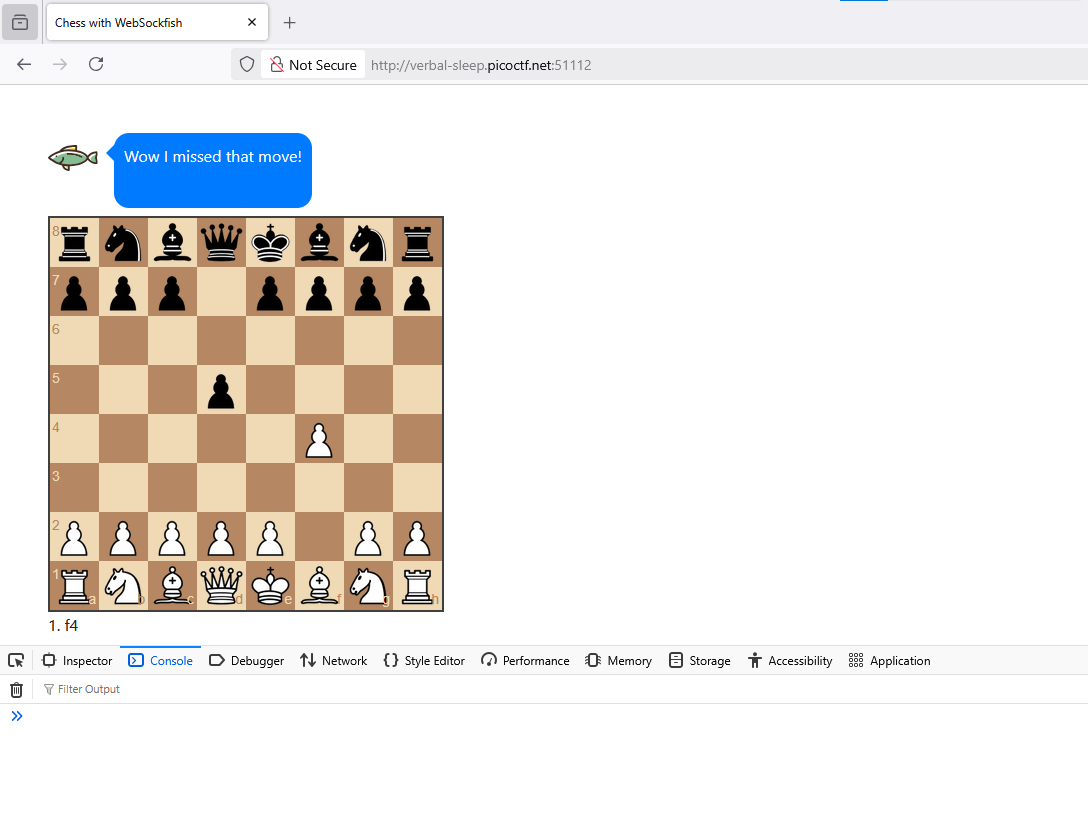 Chess with WebSockfish
Not Secure http://verbal-sleep.picoctf.net:51112
Wow I missed that move!
8
7
6
5
4
3
2
1 a b c d e f g h
1. f4
Inspector Console Debugger Network Style Editor Performance Memory Storage Accessibility Application
Filter Output